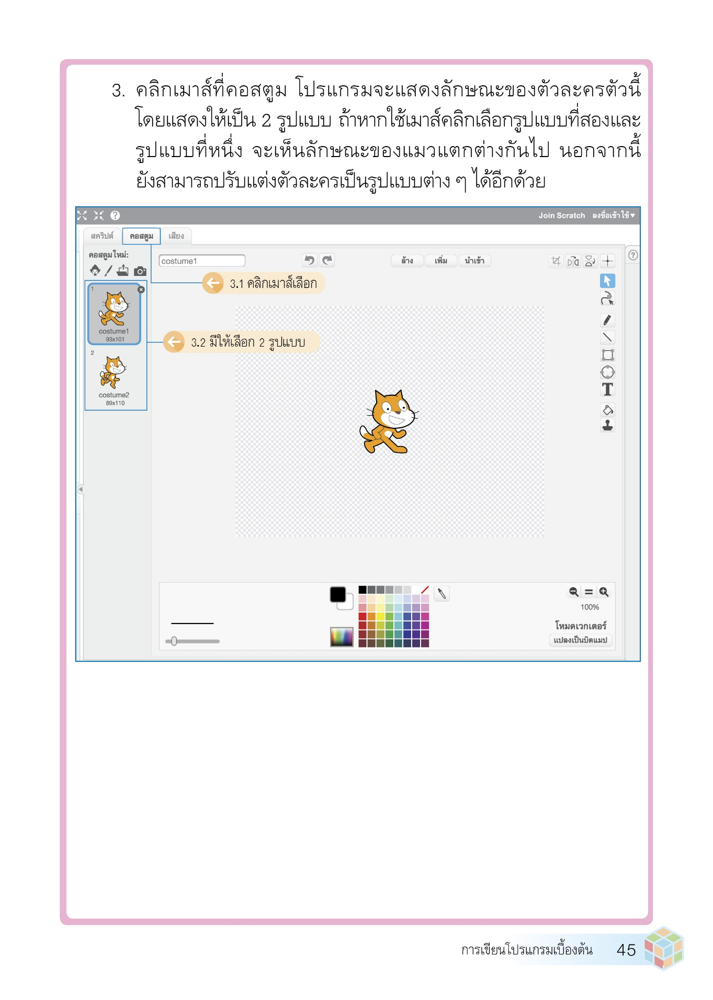 3. คลิกเมาส์ที่คอสตูม โปรแกรมจะแสดงลักษณะของตัวละครตัวนี้
โดยแสดงให้เป็น 2 รูปแบบ ถ้าหากใช้เมาส์คลิกเลือกรูปแบบที่สองและ
รูปแบบที่หนึ่ง จะเห็นลักษณะของแมวแตกต่างกันไป นอกจากนี้
ยังสามารถปรับแต่งตัวละครเป็นรูปแบบต่าง ๆ ได้อีกด้วย
Join Scratch ลงชื่อเข้าใช้
สคริปต์ คอสตูม เสียง
คอสตูมใหม่:
costume1 ล้าง เพิ่ม นำเข้า
3.1 คลิกเมาส์เลือก
1
costume1
93x101
3.2 มีให้เลือก 2 รูปแบบ
2
costume2
89x110
T
100%
โหมดเวกเตอร์
แปลงเป็นบิตแมป
การเขียนโปรแกรมเบื้องต้น 45